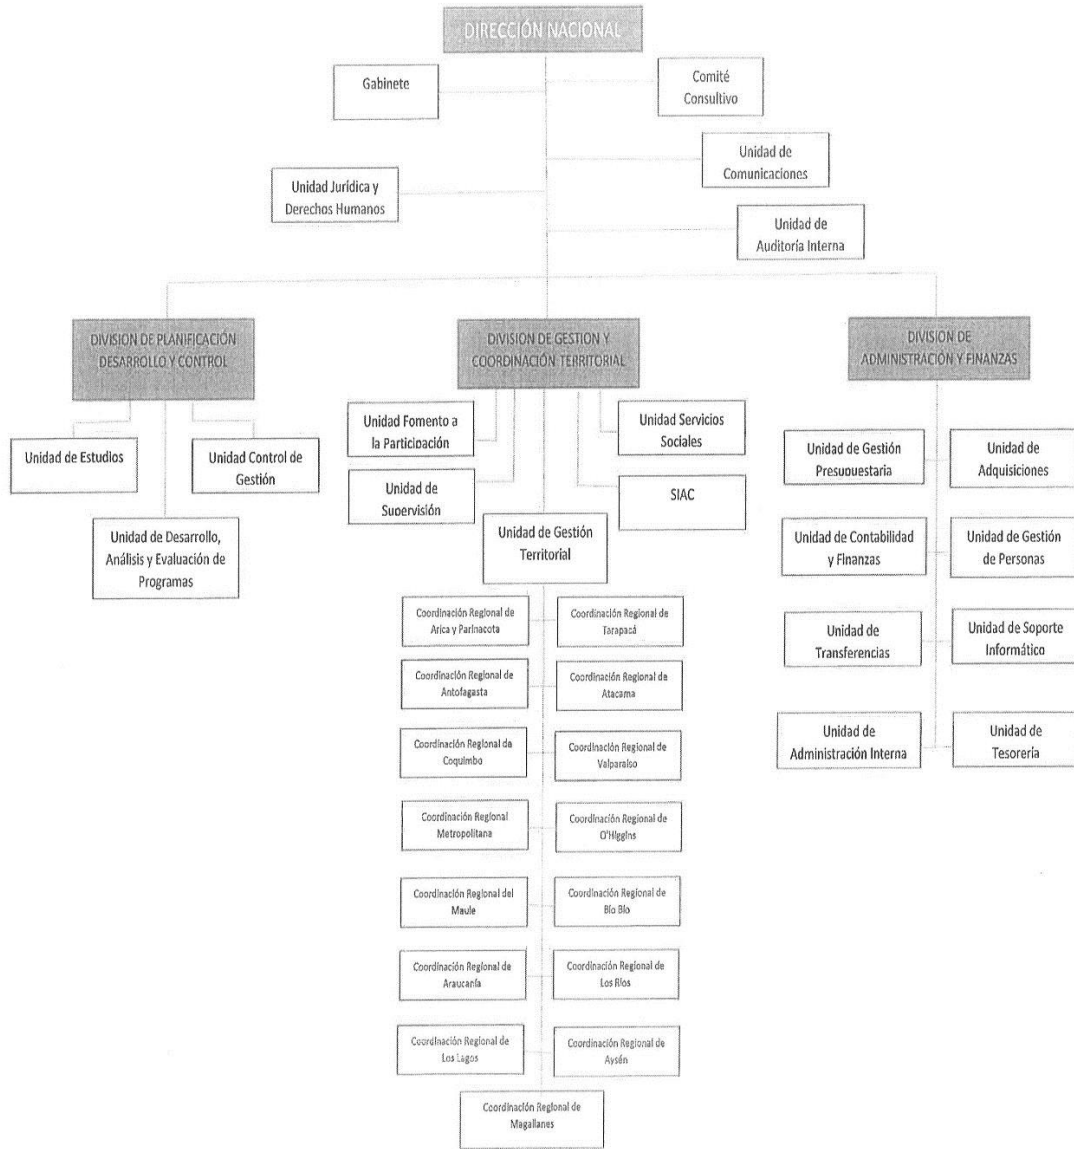 DIRECCIÓN NACIONAL
Gabinete
Comité
Consultivo
Unidad de
Comunicaciones
Unidad Jurídica y
Derechos Humanos
Unidad de
Auditoría Interna
DIVISION DE PLANIFICACIÓN
DESARROLLO Y CONTROL
DIVISION DE GESTION Y
COORDINACIÓN TERRITORIAL
DIVISION DE
ADMINISTRACIÓN Y FINANZAS
Unidad de Estudios
Unidad Control de
Gestión
Unidad de Desarrollo,
Análisis y Evaluación de
Programas
Unidad Fomento a
la Participación
Unidad Servicios
Sociales
Unidad de
Supervisión
SIAC
Unidad de Gestión
Territorial
Coordinación Regional de
Arica y Parinacota
Coordinación Regional de
Tarapacá
Coordinación Regional de
Antofagasta
Coordinación Regional de
Atacama
Coordinación Regional de
Coquimbo
Coordinación Regional de
Valparaíso
Coordinación Regional
Metropolitana
Coordinación Regional de
O'Higgins
Coordinación Regional del
Maule
Coordinación Regional de
Bío Bío
Coordinación Regional de
Araucanía
Coordinación Regional de
Los Ríos
Coordinación Regional de
Los Lagos
Coordinación Regional de
Aysén
Coordinación Regional de
Magallanes
Unidad de Gestión
Presupuestaria
Unidad de
Adquisiciones
Unidad de Contabilidad
y Finanzas
Unidad de Gestión
de Personas
Unidad de
Transferencias
Unidad de Soporte
Informático
Unidad de
Administración Interna
Unidad de
Tesorería